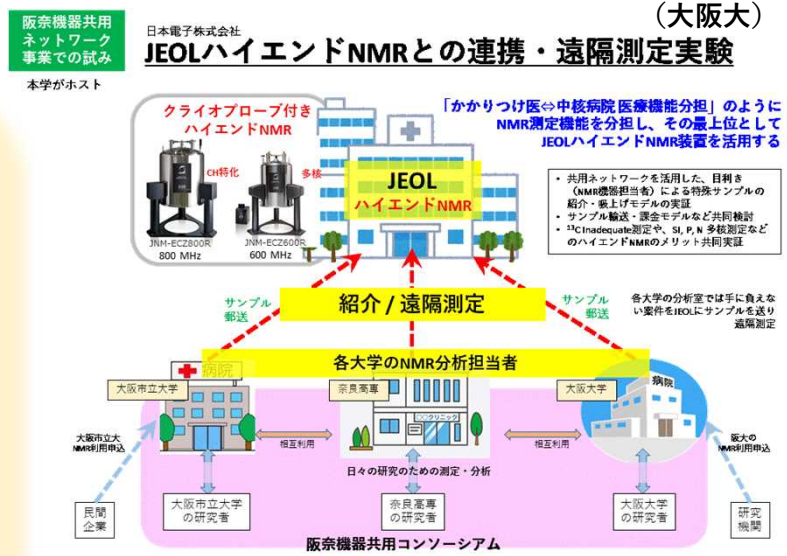 (大阪大)
阪奈機器共用
ネットワーク
事業での試み
本学がホスト
日本電子株式会社
JEOLハイエンドNMRとの連携・遠隔測定実験
クライオプローブ付き
ハイエンドNMR
CH特化
多核
JNM-ECZ800R
800 MHz
JNM-ECZ600R
600 MHz
「かかりつけ医⇔中核病院 医療機能分担」のように
NMR測定機能を分担し、その最上位として
JEOLハイエンドNMR装置を活用する
JEOL
ハイエンドNMR
• 共用ネットワークを活用した、目利き
(NMR機器担当者)による特殊サンプルの
紹介・吸上げモデルの実証
• サンプル輸送・課金モデルなど共同検討
• ¹³C Inadequate測定や、Si, P, N 多核測定など
のハイエンドNMRのメリット共同実証
サンプル
郵送
紹介 / 遠隔測定
サンプル
郵送
各大学の分析室では手に負えな
い案件をJEOLにサンプルを送り
遠隔測定
各大学のNMR分析担当者
病院
大阪市立大学
奈良高専
大阪大学
病院
○○クリニック
大阪市立大
NMR利用申込
相互利用
相互利用
阪大の
NMR利用申込
日々の研究のための測定・分析
民間
企業
大阪市立大学
の研究者
奈良高専
の研究者
大阪大学
の研究者
研究
機関
阪奈機器共用コンソーシアム